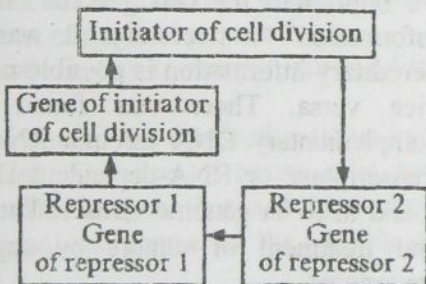 Initiator of cell division
Gene of initiator
of cell division
Repressor 1
Gene
of repressor 1
Repressor 2
Gene
of repressor 2